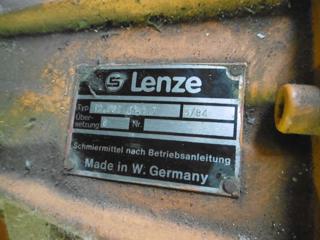 Lenze
Typ 5/84
Über-
setzung Nr.
Schmiermittel nach Betriebsanleitung
Made in W. Germany